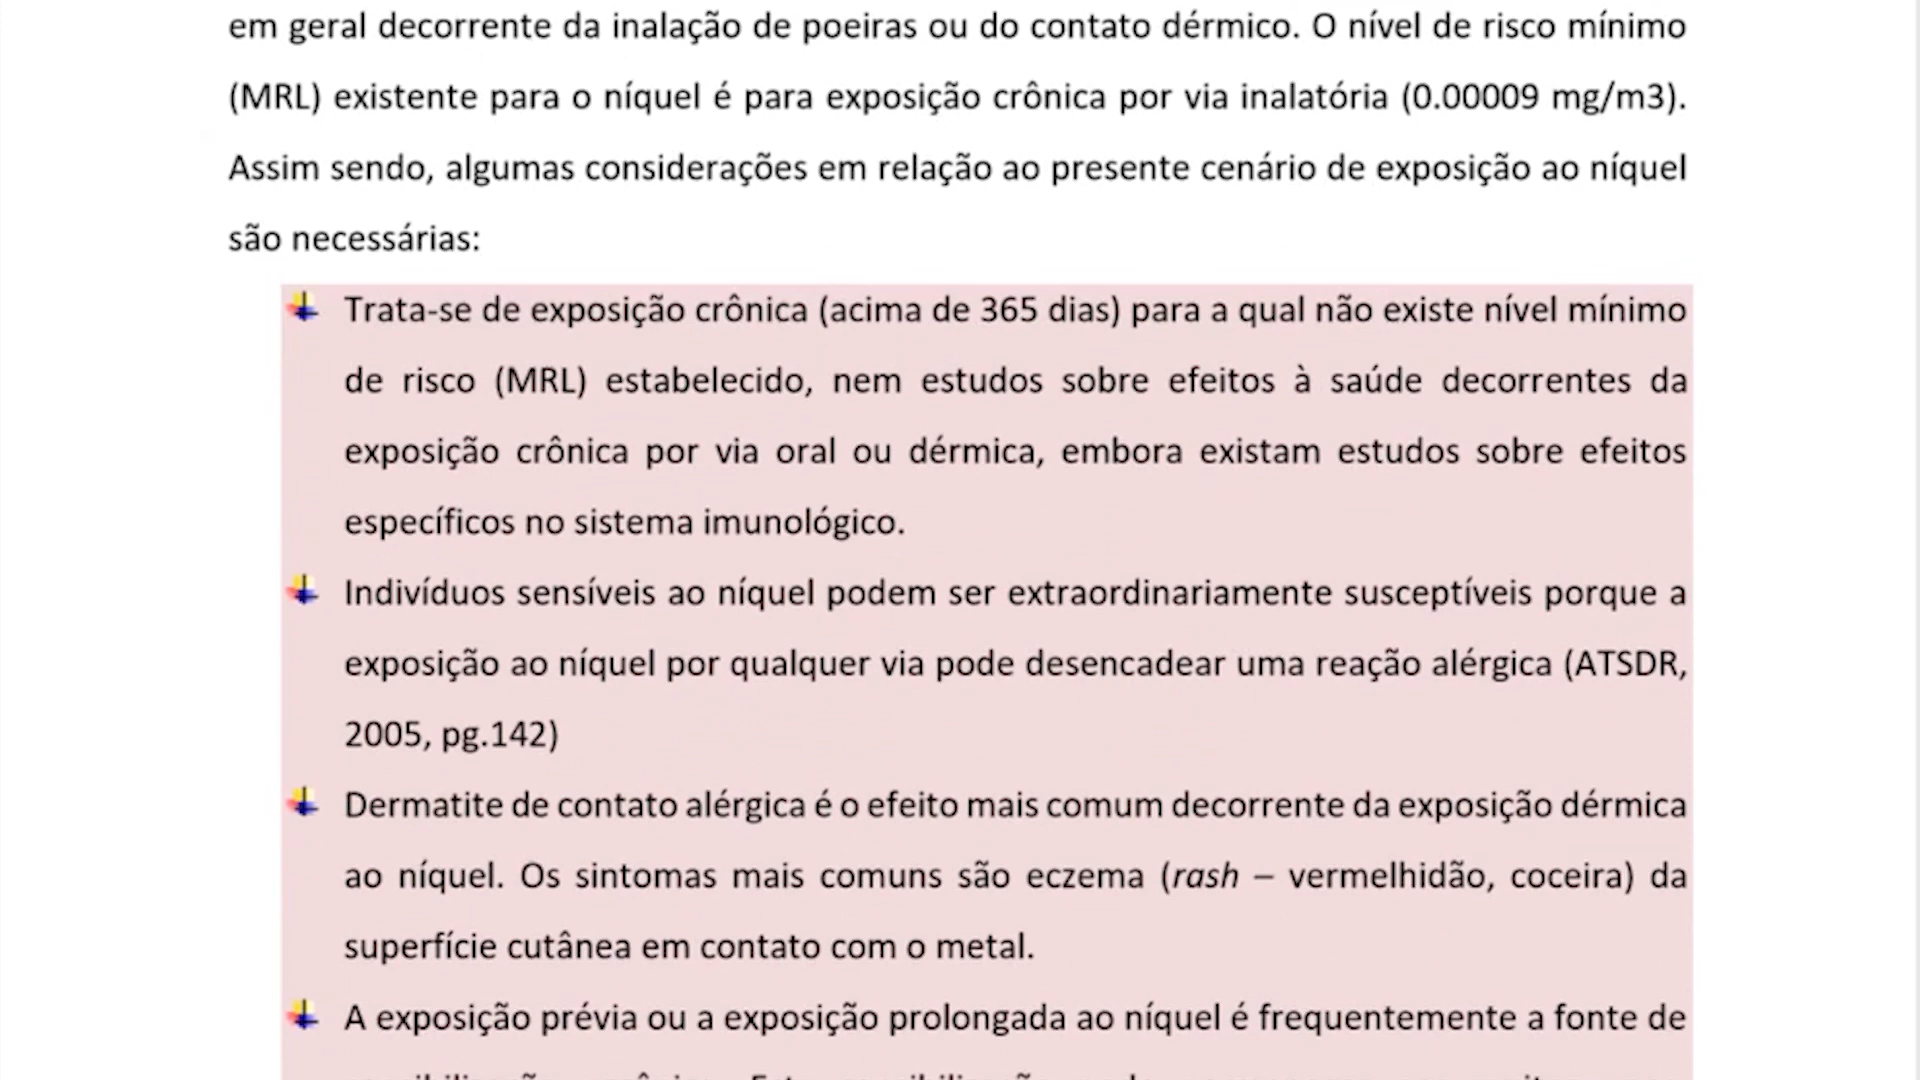 em geral decorrente da inalação de poeiras ou do contato dérmico. O nível de risco mínimo
(MRL) existente para o níquel é para exposição crônica por via inalatória (0.00009 mg/m3).
Assim sendo, algumas considerações em relação ao presente cenário de exposição ao níquel
são necessárias:
Trata-se de exposição crônica (acima de 365 dias) para a qual não existe nível mínimo
de risco (MRL) estabelecido, nem estudos sobre efeitos à saúde decorrentes da
exposição crônica por via oral ou dérmica, embora existam estudos sobre efeitos
específicos no sistema imunológico.
Indivíduos sensíveis ao níquel podem ser extraordinariamente susceptíveis porque a
exposição ao níquel por qualquer via pode desencadear uma reação alérgica (ATSDR,
2005, pg.142)
Dermatite de contato alérgica é o efeito mais comum decorrente da exposição dérmica
ao níquel. Os sintomas mais comuns são eczema (rash – vermelhidão, coceira) da
superfície cutânea em contato com o metal.
A exposição prévia ou a exposição prolongada ao níquel é frequentemente a fonte de